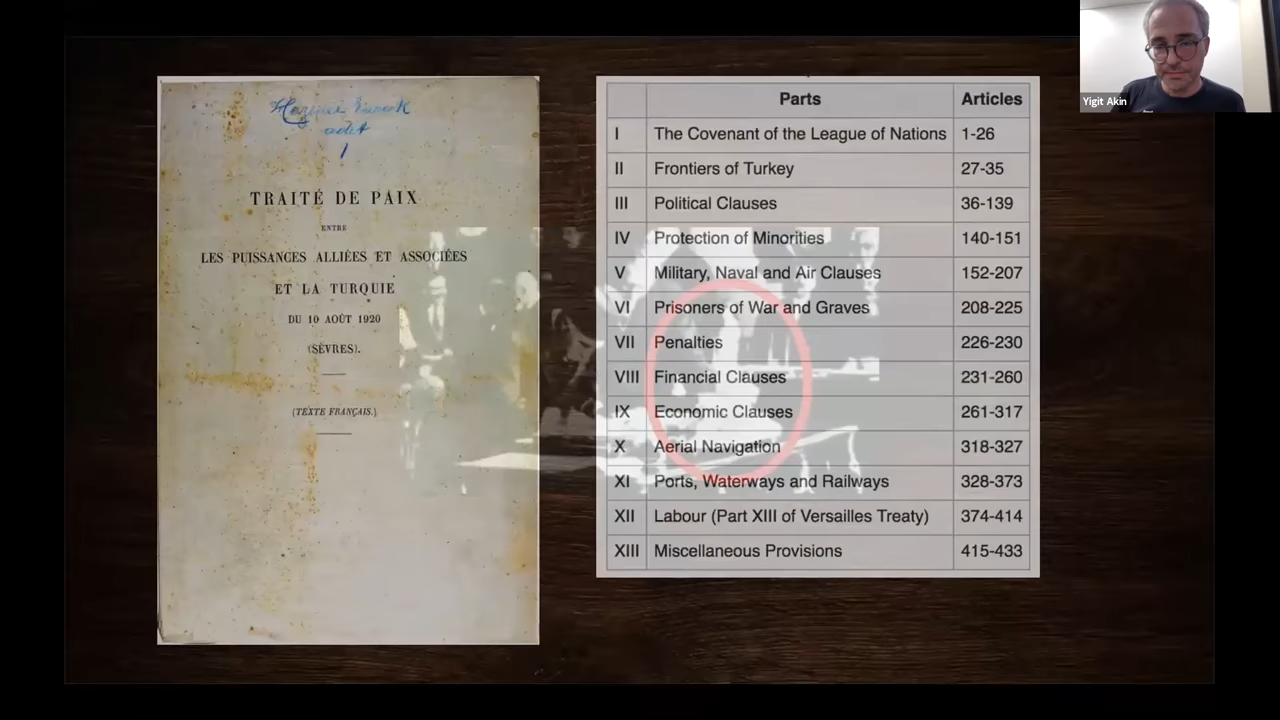 adet
1
TRAITÉ DE PAIX
ENTRE
LES PUISSANCES ALLIÉES ET ASSOCIÉES
ET LA TURQUIE
DU 10 AOÛT 1920
(SÈVRES).
(TEXTE FRANÇAIS.)
Parts Articles
I The Covenant of the League of Nations 1-26
II Frontiers of Turkey 27-35
III Political Clauses 36-139
IV Protection of Minorities 140-151
V Military, Naval and Air Clauses 152-207
VI Prisoners of War and Graves 208-225
VII Penalties 226-230
VIII Financial Clauses 231-260
IX Economic Clauses 261-317
X Aerial Navigation 318-327
XI Ports, Waterways and Railways 328-373
XII Labour (Part XIII of Versailles Treaty) 374-414
XIII Miscellaneous Provisions 415-433
Yigit Akin